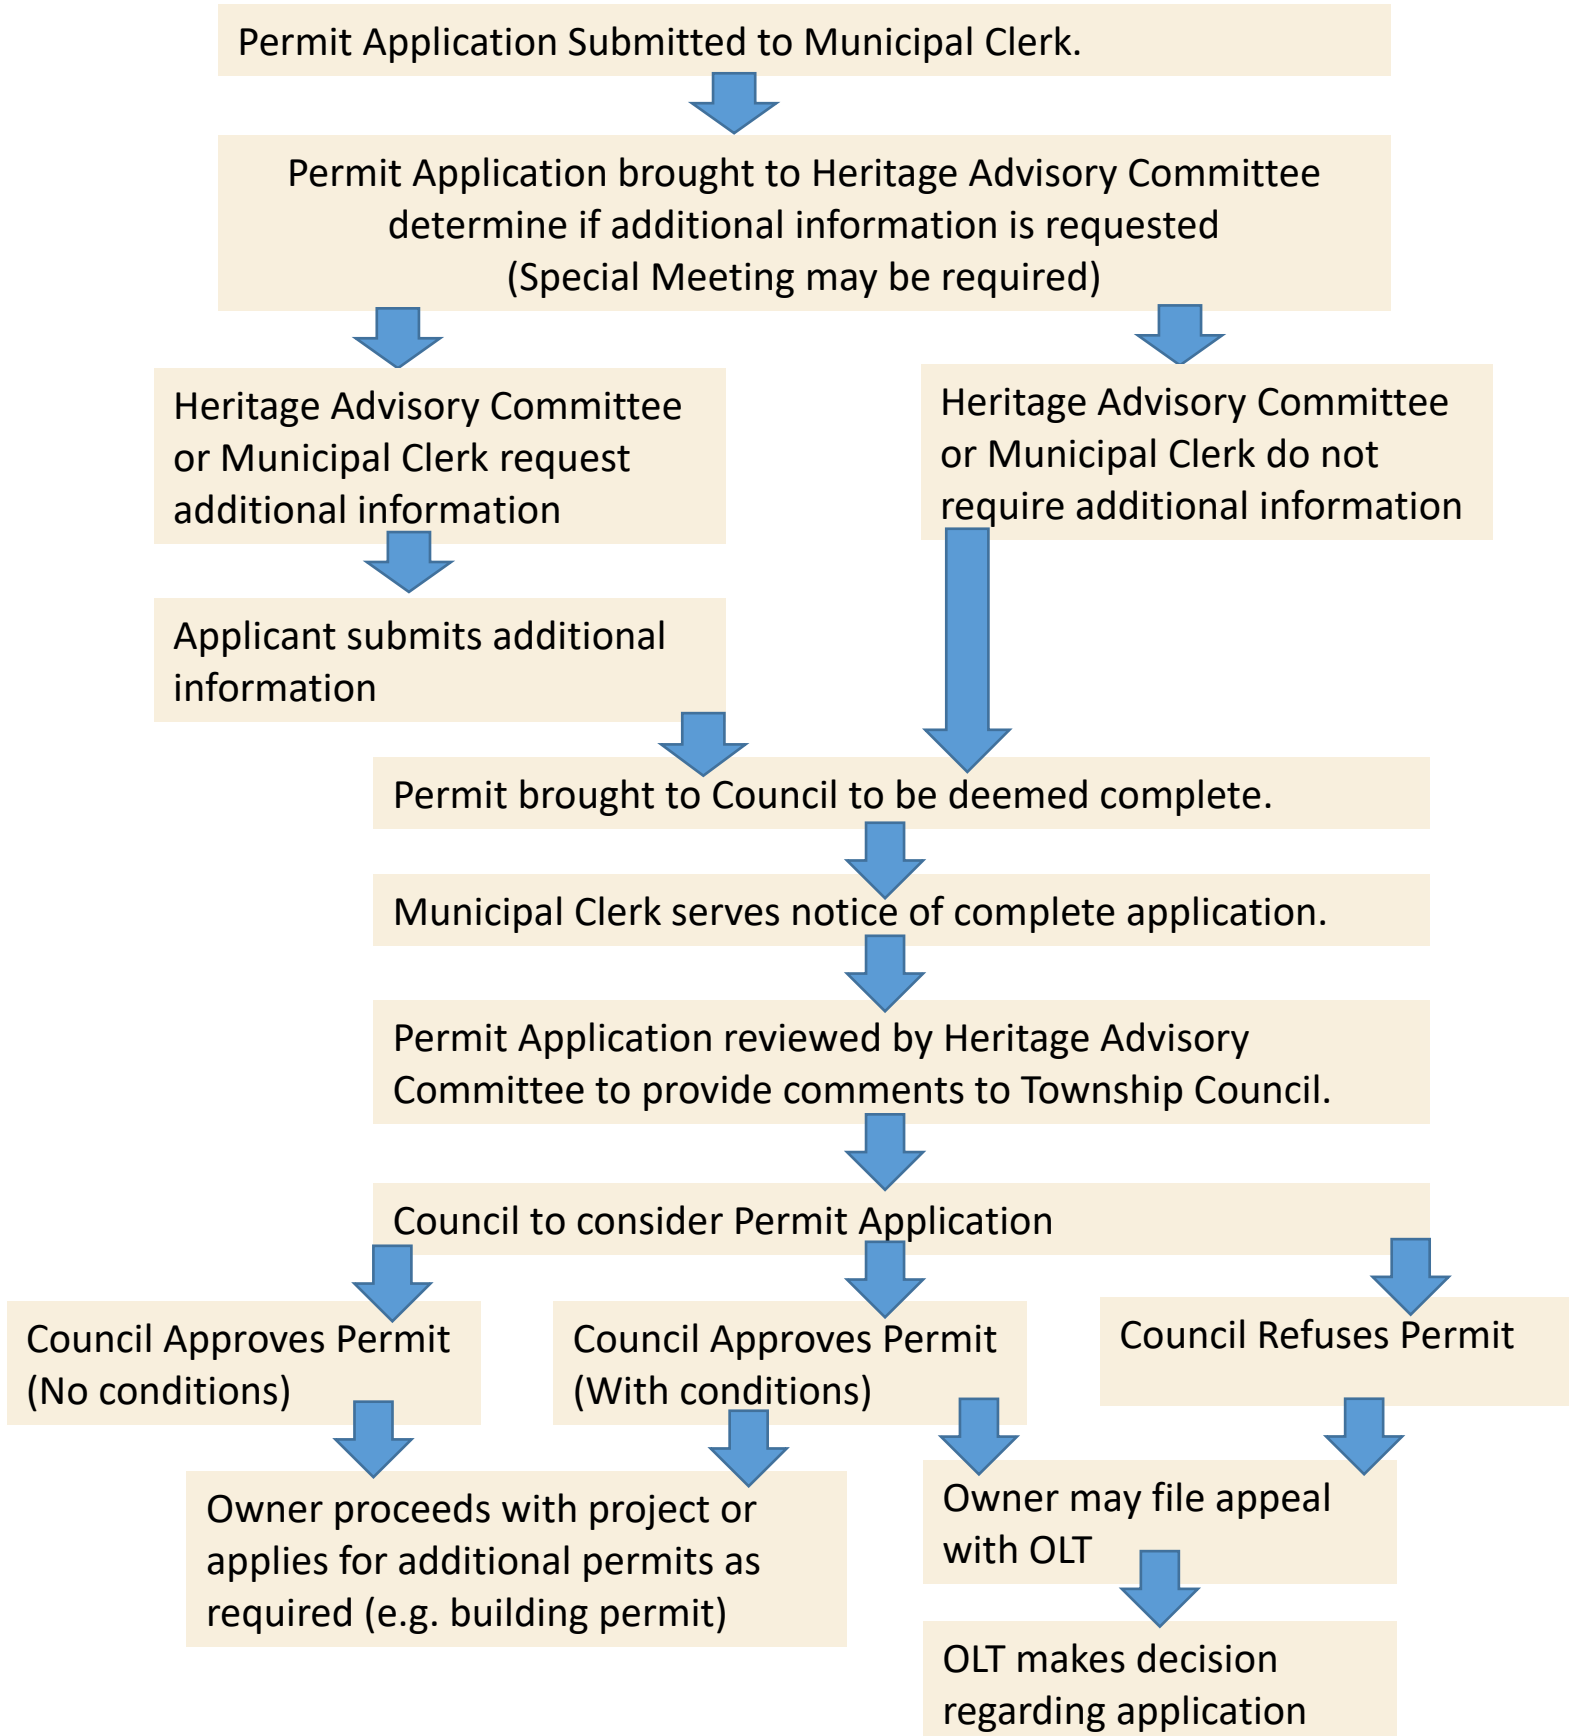 Permit Application Submitted to Municipal Clerk.
Permit Application brought to Heritage Advisory Committee
determine if additional information is requested
(Special Meeting may be required)
Heritage Advisory Committee
or Municipal Clerk request
additional information
Heritage Advisory Committee
or Municipal Clerk do not
require additional information
Applicant submits additional
information
Permit brought to Council to be deemed complete.
Municipal Clerk serves notice of complete application.
Permit Application reviewed by Heritage Advisory
Committee to provide comments to Township Council.
Council to consider Permit Application
Council Approves Permit
(No conditions)
Council Approves Permit
(With conditions)
Council Refuses Permit
Owner proceeds with project or
applies for additional permits as
required (e.g. building permit)
Owner may file appeal
with OLT
OLT makes decision
regarding application